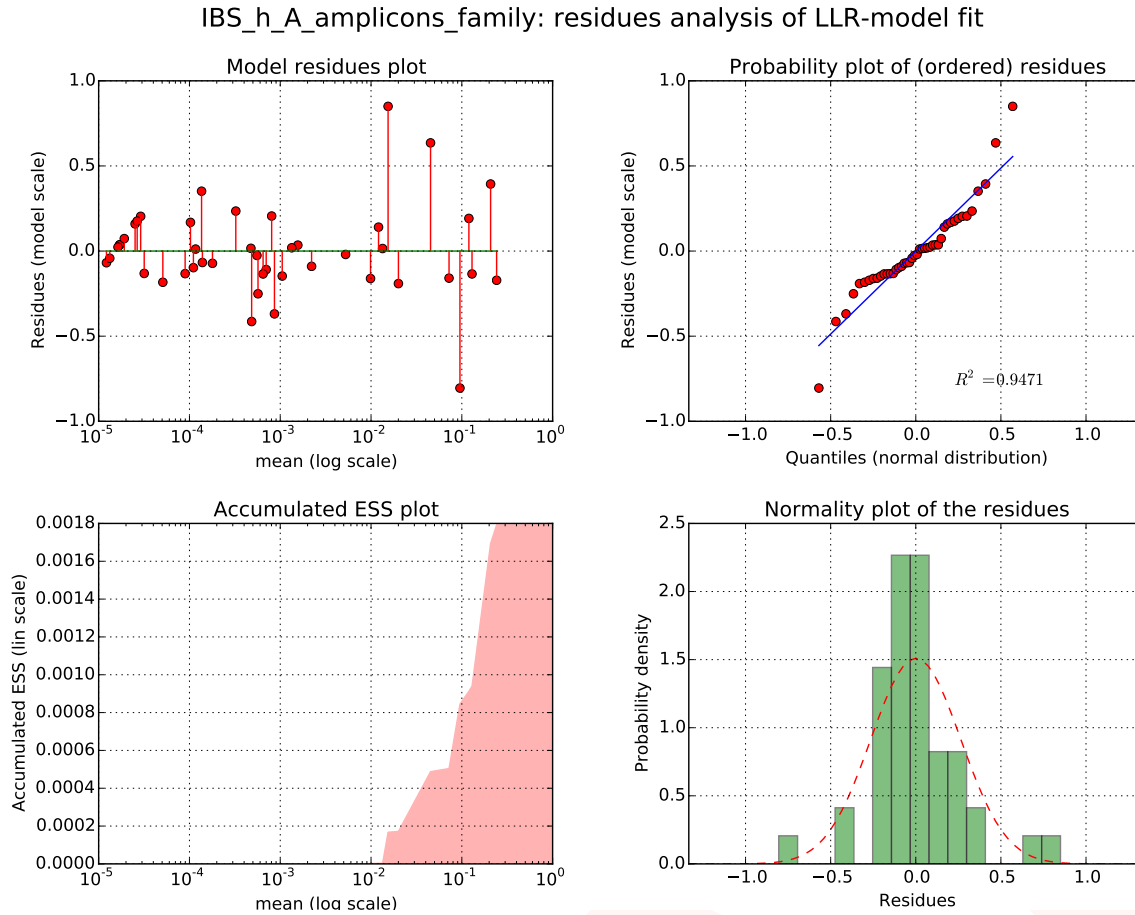 IBS_h_A_amplicons_family: residues analysis of LLR-model fit
Model residues plot
1.0
0.5
0.0
−0.5
−1.0
Residues (model scale)
10^-5 10^-4 10^-3 10^-2 10^-1 10^0
mean (log scale)
Probability plot of (ordered) residues
1.0
0.5
0.0
−0.5
−1.0
Residues (model scale)
R^2 =0.9471
−1.0 −0.5 0.0 0.5 1.0
Quantiles (normal distribution)
Accumulated ESS plot
0.0018
0.0016
0.0014
0.0012
0.0010
0.0008
0.0006
0.0004
0.0002
0.0000
Accumulated ESS (lin scale)
10^-5 10^-4 10^-3 10^-2 10^-1 10^0
mean (log scale)
Normality plot of the residues
2.5
2.0
1.5
1.0
0.5
0.0
Probability density
−1.0 −0.5 0.0 0.5 1.0
Residues